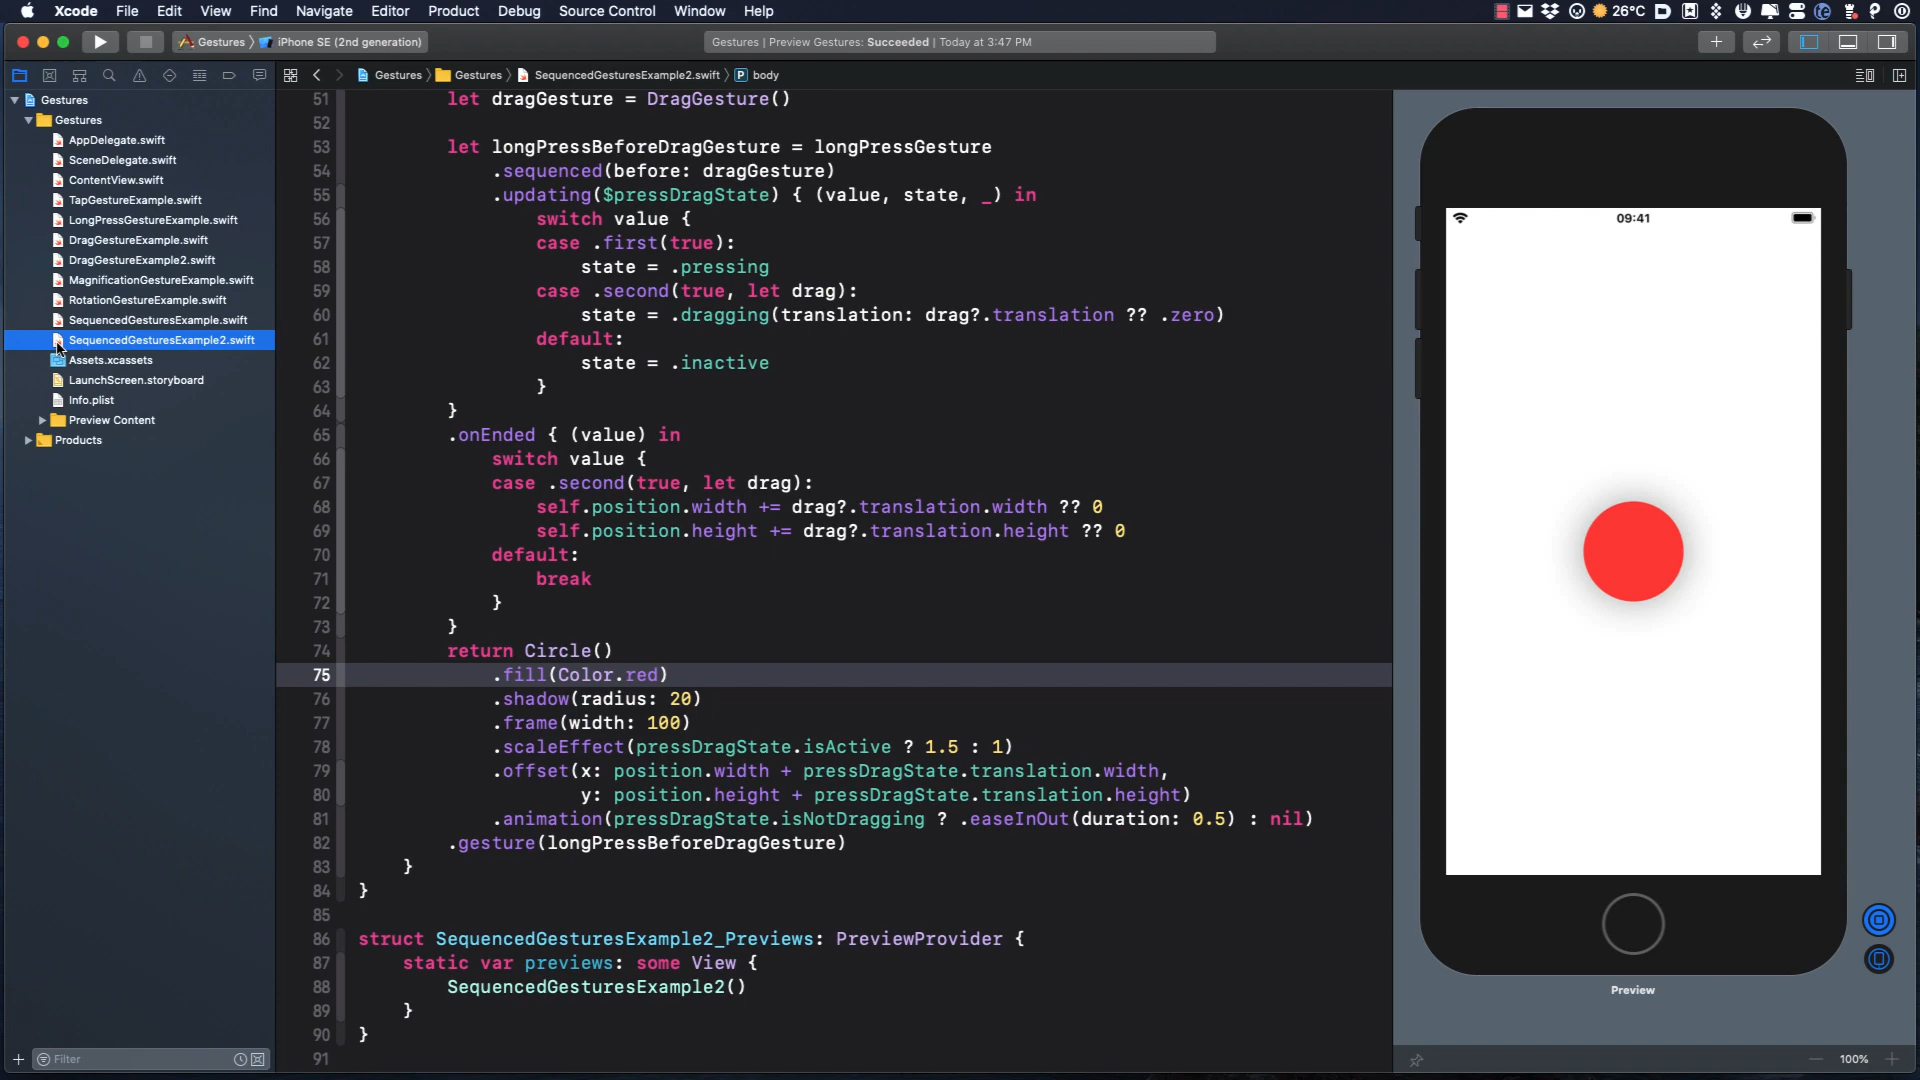 Xcode File Edit View Find Navigate Editor Product Debug Source Control Window Help 26°C
Gestures iPhone SE (2nd generation) Gestures | Preview Gestures: Succeeded | Today at 3:47 PM
Gestures Gestures SequencedGesturesExample2.swift P body
Gestures
Gestures
AppDelegate.swift
SceneDelegate.swift
ContentView.swift
TapGestureExample.swift
LongPressGestureExample.swift
DragGestureExample.swift
DragGestureExample2.swift
MagnificationGestureExample.swift
RotationGestureExample.swift
SequencedGesturesExample.swift
SequencedGesturesExample2.swift
Assets.xcassets
LaunchScreen.storyboard
Info.plist
Preview Content
Products
Filter
51 let dragGesture = DragGesture()
52
53 let longPressBeforeDragGesture = longPressGesture
54 .sequenced(before: dragGesture)
55 .updating($pressDragState) { (value, state, _) in
56 switch value {
57 case .first(true):
58 state = .pressing
59 case .second(true, let drag):
60 state = .dragging(translation: drag?.translation ?? .zero)
61 default:
62 state = .inactive
63 }
64 }
65 .onEnded { (value) in
66 switch value {
67 case .second(true, let drag):
68 self.position.width += drag?.translation.width ?? 0
69 self.position.height += drag?.translation.height ?? 0
70 default:
71 break
72 }
73 }
74 return Circle()
75 .fill(Color.red)
76 .shadow(radius: 20)
77 .frame(width: 100)
78 .scaleEffect(pressDragState.isActive ? 1.5 : 1)
79 .offset(x: position.width + pressDragState.translation.width,
80 y: position.height + pressDragState.translation.height)
81 .animation(pressDragState.isNotDragging ? .easeInOut(duration: 0.5) : nil)
82 .gesture(longPressBeforeDragGesture)
83 }
84 }
85
86 struct SequencedGesturesExample2_Previews: PreviewProvider {
87 static var previews: some View {
88 SequencedGesturesExample2()
89 }
90 }
91
09:41
Preview
100%